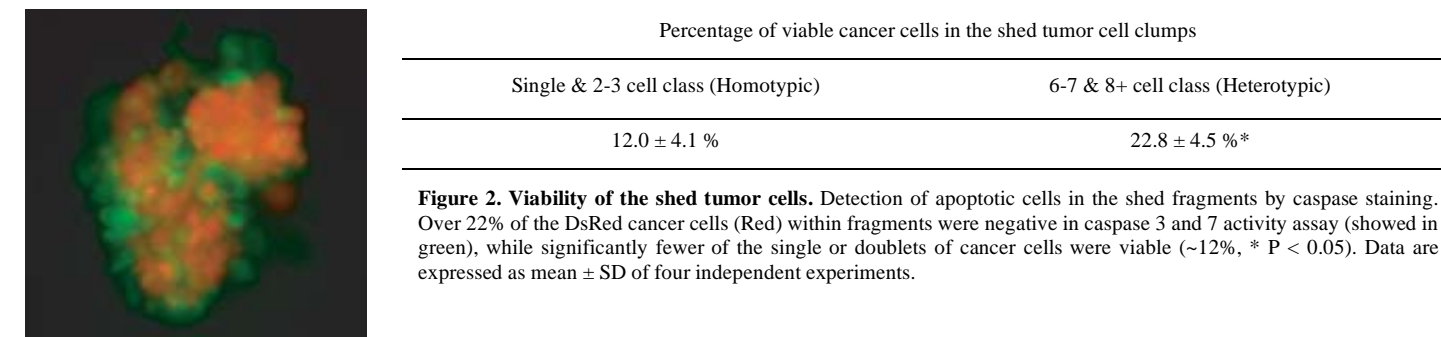 Percentage of viable cancer cells in the shed tumor cell clumps
Single & 2-3 cell class (Homotypic) 6-7 & 8+ cell class (Heterotypic)
12.0 ± 4.1 % 22.8 ± 4.5 %*
Figure 2. Viability of the shed tumor cells. Detection of apoptotic cells in the shed fragments by caspase staining.
Over 22% of the DsRed cancer cells (Red) within fragments were negative in caspase 3 and 7 activity assay (showed in
green), while significantly fewer of the single or doublets of cancer cells were viable (~12%, * P < 0.05). Data are
expressed as mean ± SD of four independent experiments.